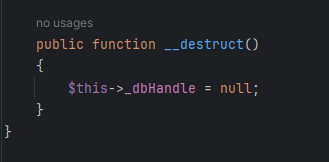 no usages
public function __destruct()
{
    $this->_dbHandle = null;
}
}